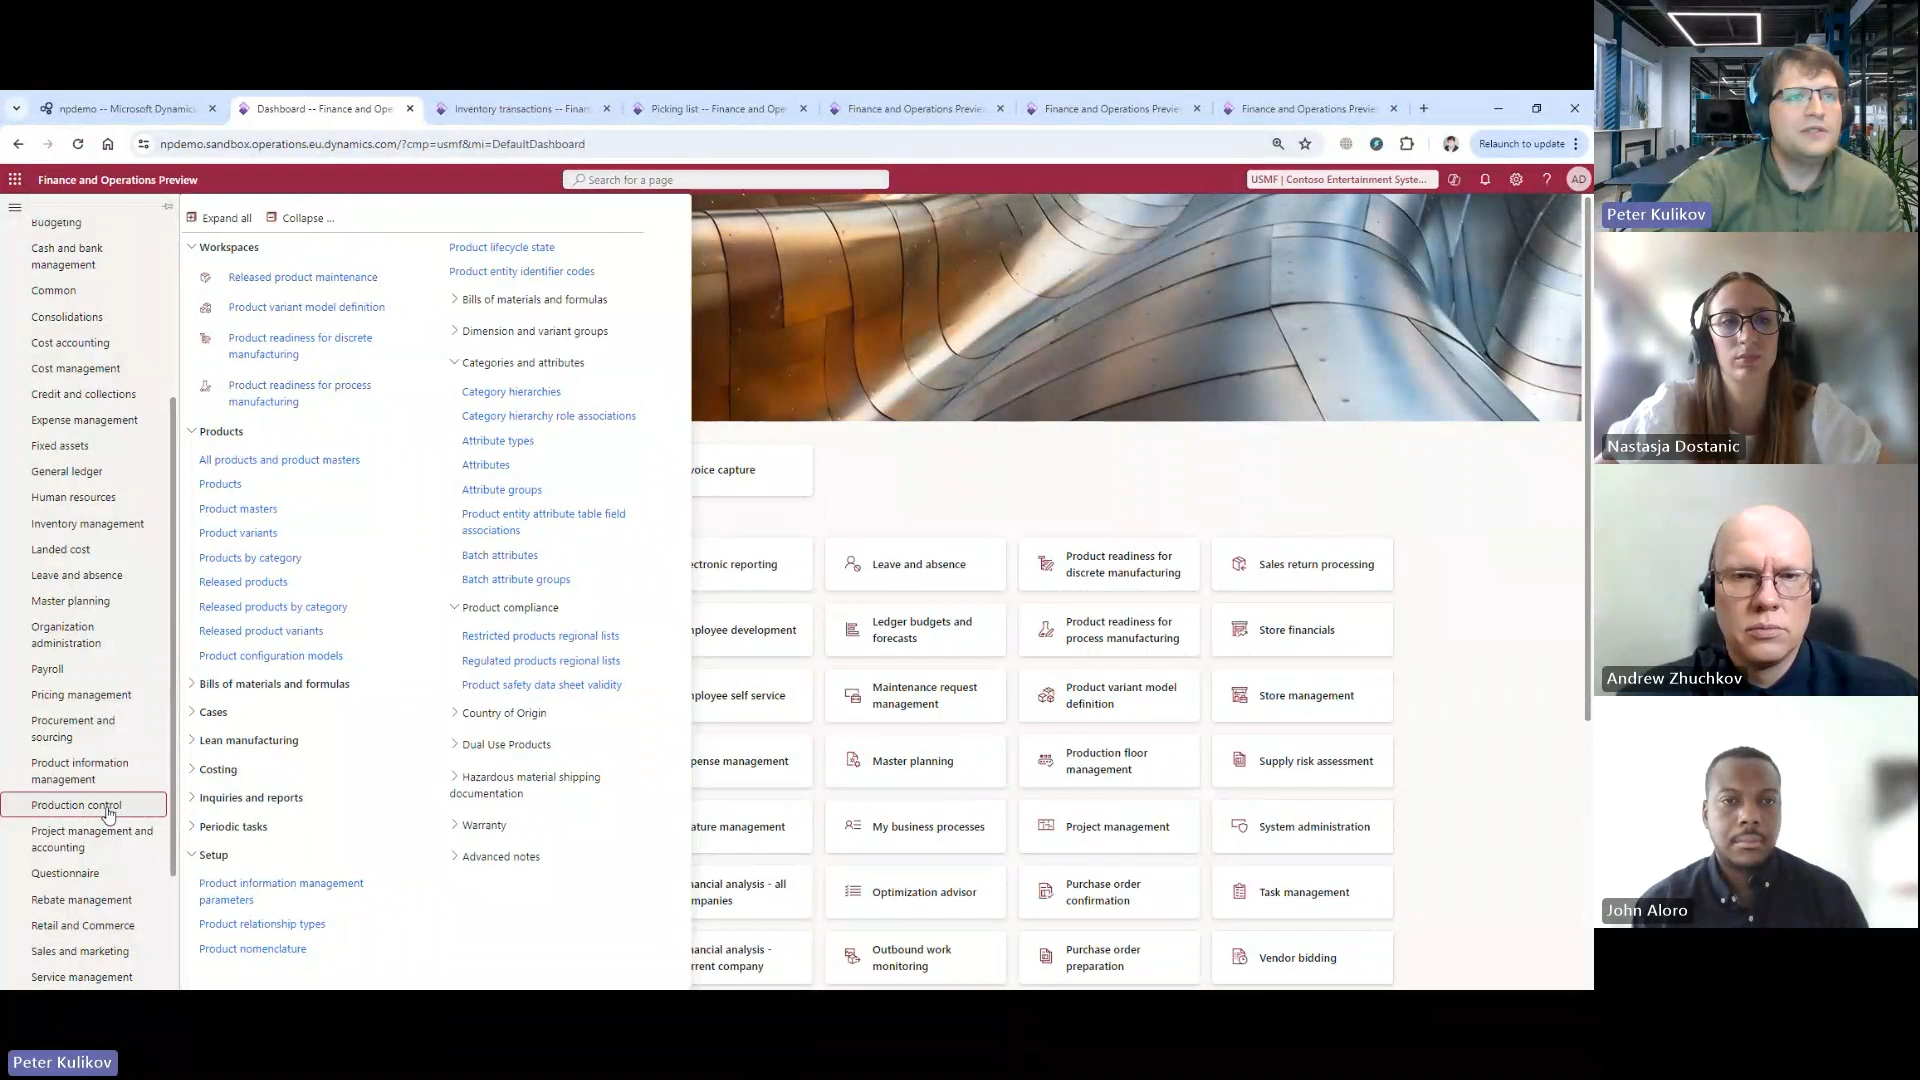 npdemo -- Microsoft Dynamic
Dashboard -- Finance and Ope
Inventory transactions -- Finan
Picking list -- Finance and Ope
Finance and Operations Previe
Finance and Operations Previe
Finance and Operations Previe
npdemo.sandbox.operations.eu.dynamics.com/?cmp=usmf&mi=DefaultDashboard
Relaunch to update
Finance and Operations Preview
Search for a page
USMF | Contoso Entertainment Syste...
AD
Budgeting
Cash and bank
management
Common
Consolidations
Cost accounting
Cost management
Credit and collections
Expense management
Fixed assets
General ledger
Human resources
Inventory management
Landed cost
Leave and absence
Master planning
Organization
administration
Payroll
Pricing management
Procurement and
sourcing
Product information
management
Production control
Project management and
accounting
Questionnaire
Rebate management
Retail and Commerce
Sales and marketing
Service management
Expand all
Collapse ...
Workspaces
Released product maintenance
Product variant model definition
Product readiness for discrete
manufacturing
Product readiness for process
manufacturing
Products
All products and product masters
Products
Product masters
Product variants
Products by category
Released products
Released products by category
Released product variants
Product configuration models
Bills of materials and formulas
Cases
Lean manufacturing
Costing
Inquiries and reports
Periodic tasks
Setup
Product information management
parameters
Product relationship types
Product nomenclature
Product lifecycle state
Product entity identifier codes
Bills of materials and formulas
Dimension and variant groups
Categories and attributes
Category hierarchies
Category hierarchy role associations
Attribute types
Attributes
Attribute groups
Product entity attribute table field
associations
Batch attributes
Batch attribute groups
Product compliance
Restricted products regional lists
Regulated products regional lists
Product safety data sheet validity
Country of Origin
Dual Use Products
Hazardous material shipping
documentation
Warranty
Advanced notes
voice capture
ectronic reporting
mployee development
mployee self service
pense management
ature management
nancial analysis - all
mpanies
nancial analysis -
rrent company
Leave and absence
Ledger budgets and
forecasts
Maintenance request
management
Master planning
My business processes
Optimization advisor
Outbound work
monitoring
Product readiness for
discrete manufacturing
Product readiness for
process manufacturing
Product variant model
definition
Production floor
management
Project management
Purchase order
confirmation
Purchase order
preparation
Sales return processing
Store financials
Store management
Supply risk assessment
System administration
Task management
Vendor bidding
Peter Kulikov
Nastasja Dostanic
Andrew Zhuchkov
John Aloro
Peter Kulikov